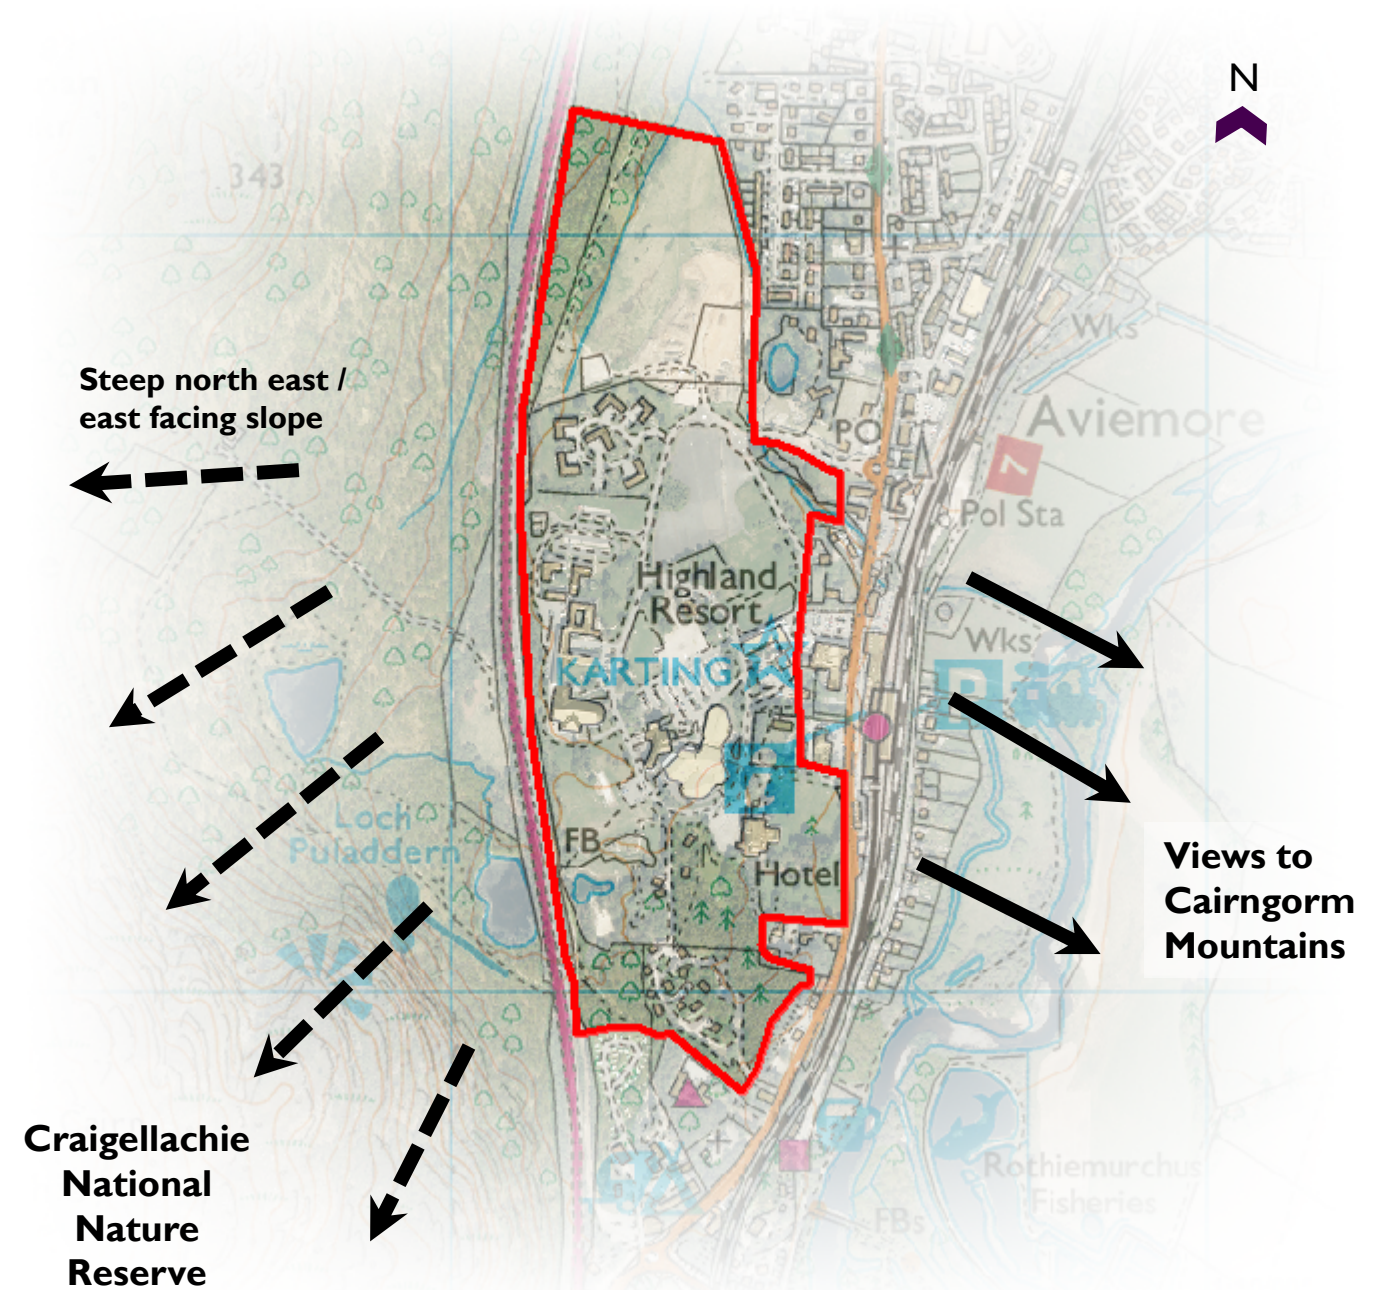 N
343
Wks
Steep north east /
east facing slope
Aviemore
PO
7
Pol Sta
Highland
Resort
Wks
KARTING
Loch
Puladdern
FB
Views to
Cairngorm
Mountains
Hotel
Craigellachie
National
Nature
Reserve
Rothiemurchus
Fisheries
FBs